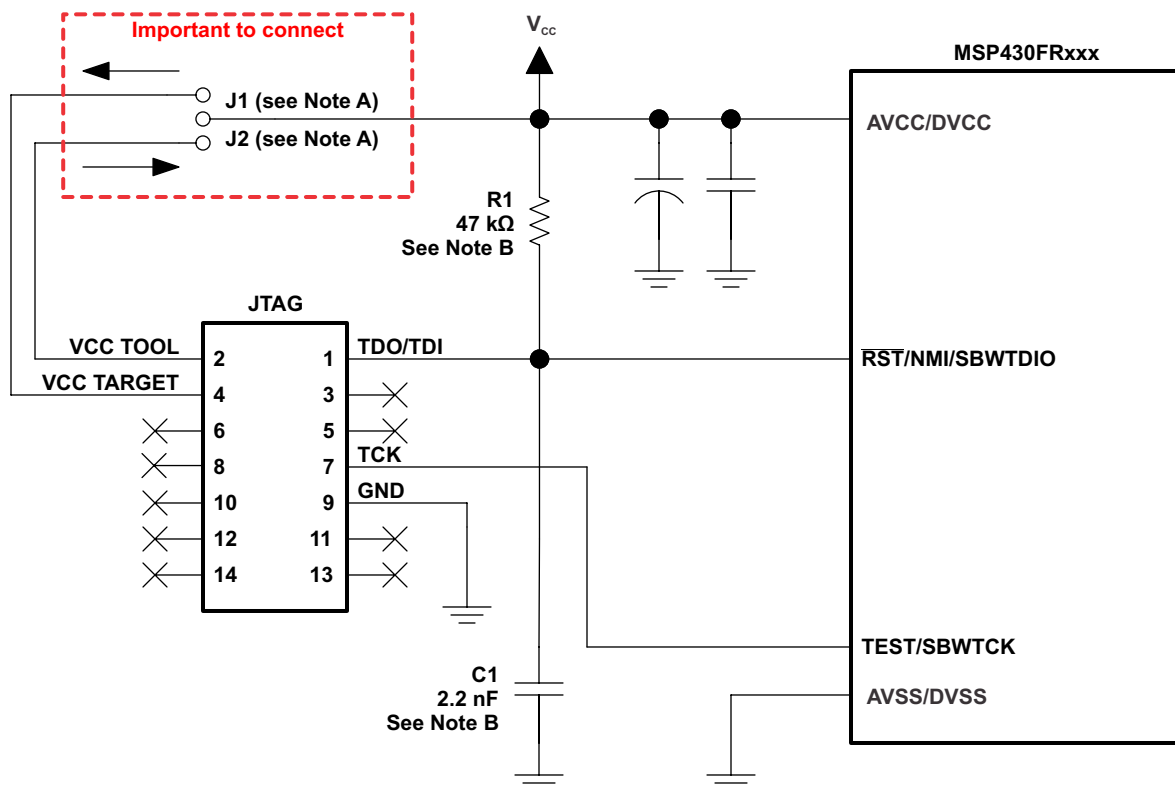 Important to connect
VCC
MSP430FRxxx
J1 (see Note A)
J2 (see Note A)
AVCC/DVCC
R1
47 kΩ
See Note B
JTAG
VCC TOOL
2
1
TDO/TDI
RST/NMI/SBWTDIO
VCC TARGET
4
3
6
5
8
7
TCK
10
9
GND
12
11
14
13
TEST/SBWTCK
C1
2.2 nF
See Note B
AVSS/DVSS